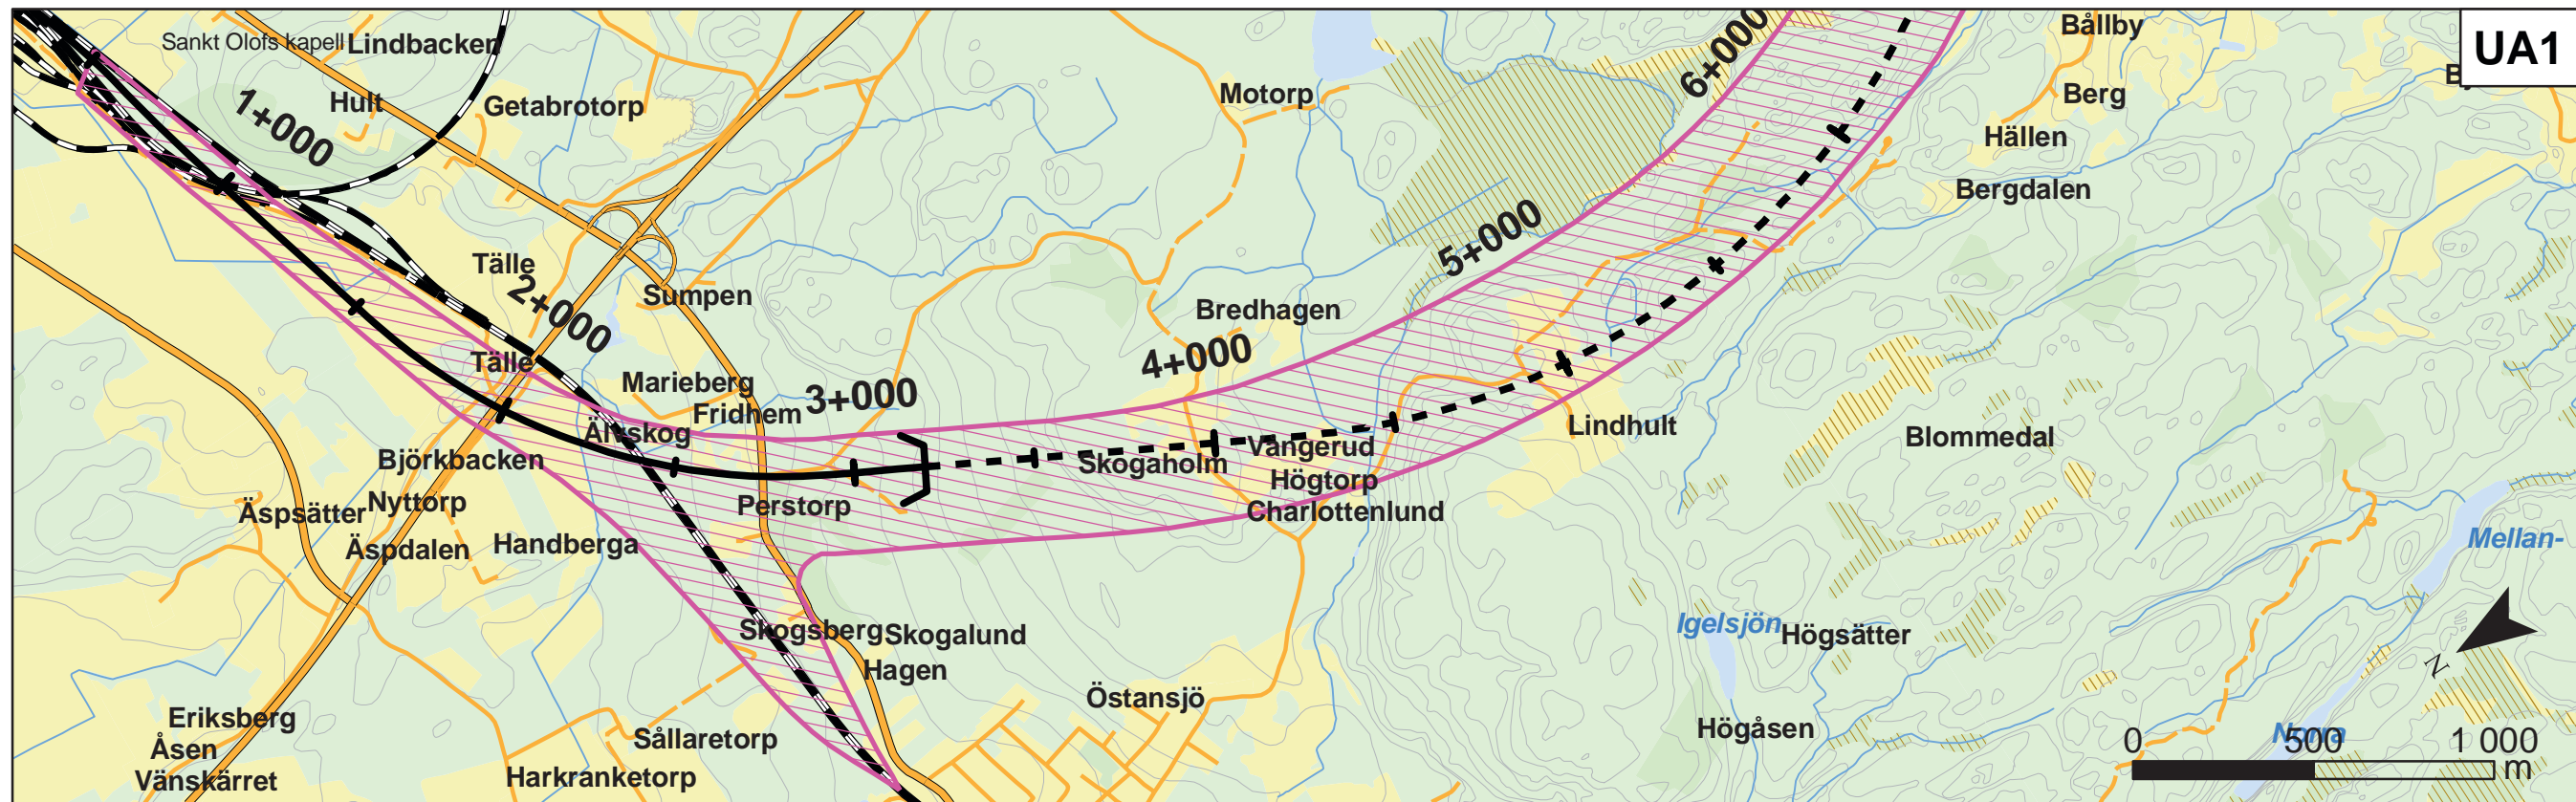 UA1
Bållby
Sankt Olofs kapell
Lindbacken
6+000
Hult
Getabrotorp
Motorp
Berg
1+000
Hällen
Bergdalen
5+000
Tälle
Sumpen
2+000
Bredhagen
4+000
Tälle
Marieberg
3+000
Fridhem
Älvskog
Lindhult
Blommedal
Vangerud
Björkbacken
Skogaholm
Högtorp
Nyttorp
Perstorp
Äspsätter
Charlottenlund
Äspdalen
Handberga
Mellan-
Igelsjön
Högsätter
Skogsberg
Skogalund
Hagen
N
Östansjö
Eriksberg
Högåsen
Norra
Åsen
Sållaretorp
0 500 1 000
m
Vänskärret
Harkranketorp